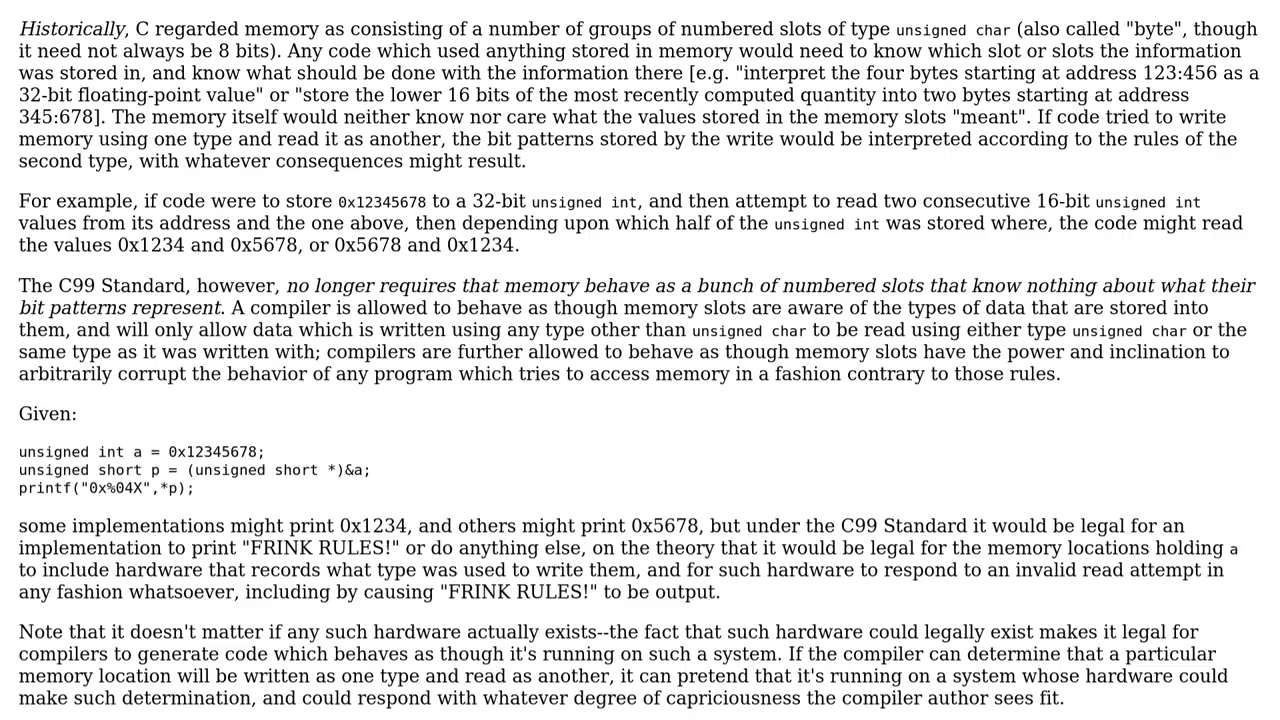 Historically, C regarded memory as consisting of a number of groups of numbered slots of type unsigned char (also called "byte", though
it need not always be 8 bits). Any code which used anything stored in memory would need to know which slot or slots the information
was stored in, and know what should be done with the information there [e.g. "interpret the four bytes starting at address 123:456 as a
32-bit floating-point value" or "store the lower 16 bits of the most recently computed quantity into two bytes starting at address
345:678]. The memory itself would neither know nor care what the values stored in the memory slots "meant". If code tried to write
memory using one type and read it as another, the bit patterns stored by the write would be interpreted according to the rules of the
second type, with whatever consequences might result.
For example, if code were to store 0x12345678 to a 32-bit unsigned int, and then attempt to read two consecutive 16-bit unsigned int
values from its address and the one above, then depending upon which half of the unsigned int was stored where, the code might read
the values 0x1234 and 0x5678, or 0x5678 and 0x1234.
The C99 Standard, however, no longer requires that memory behave as a bunch of numbered slots that know nothing about what their
bit patterns represent. A compiler is allowed to behave as though memory slots are aware of the types of data that are stored into
them, and will only allow data which is written using any type other than unsigned char to be read using either type unsigned char or the
same type as it was written with; compilers are further allowed to behave as though memory slots have the power and inclination to
arbitrarily corrupt the behavior of any program which tries to access memory in a fashion contrary to those rules.
Given:
unsigned int a = 0x12345678;
unsigned short p = (unsigned short *)&a;
printf("0x%04X",*p);
some implementations might print 0x1234, and others might print 0x5678, but under the C99 Standard it would be legal for an
implementation to print "FRINK RULES!" or do anything else, on the theory that it would be legal for the memory locations holding a
to include hardware that records what type was used to write them, and for such hardware to respond to an invalid read attempt in
any fashion whatsoever, including by causing "FRINK RULES!" to be output.
Note that it doesn't matter if any such hardware actually exists--the fact that such hardware could legally exist makes it legal for
compilers to generate code which behaves as though it's running on such a system. If the compiler can determine that a particular
memory location will be written as one type and read as another, it can pretend that it's running on a system whose hardware could
make such determination, and could respond with whatever degree of capriciousness the compiler author sees fit.